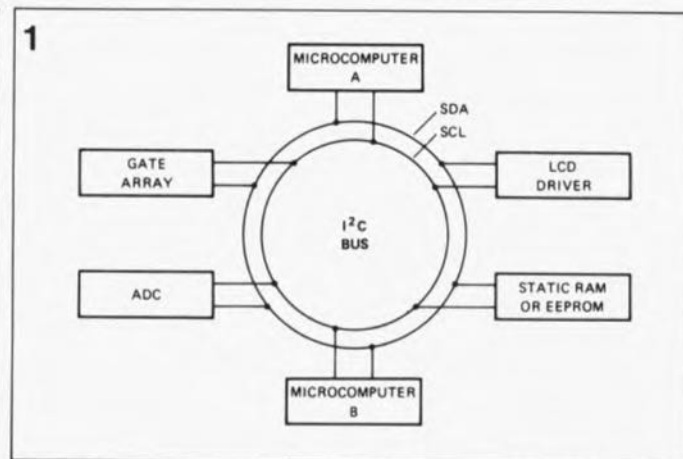 1
MICROCOMPUTER
A
SDA
SCL
GATE
ARRAY
LCD
DRIVER
I²C
BUS
ADC
STATIC RAM
OR EEPROM
MICROCOMPUTER
B